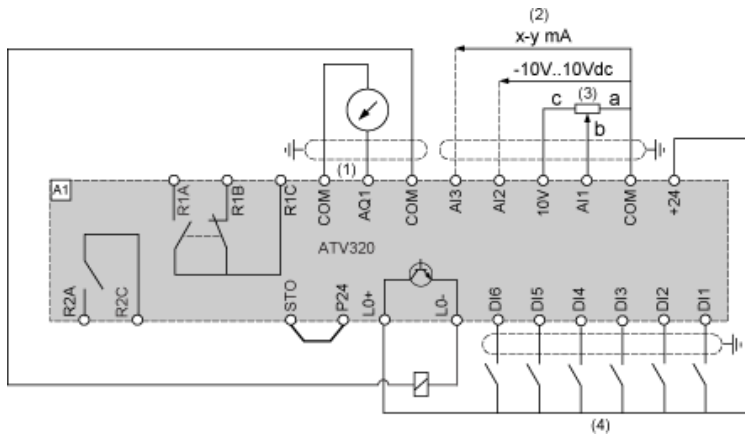 (2)
x-y mA
-10V..10Vdc
c
(3)
a
b
(1)
A1
R1A
R1B
R1C
COM
AQ1
COM
AI3
AI2
10V
AI1
COM
+24
ATV320
R2A
R2C
STO
P24
L0+
L0-
DI6
DI5
DI4
DI3
DI2
DI1
(4)